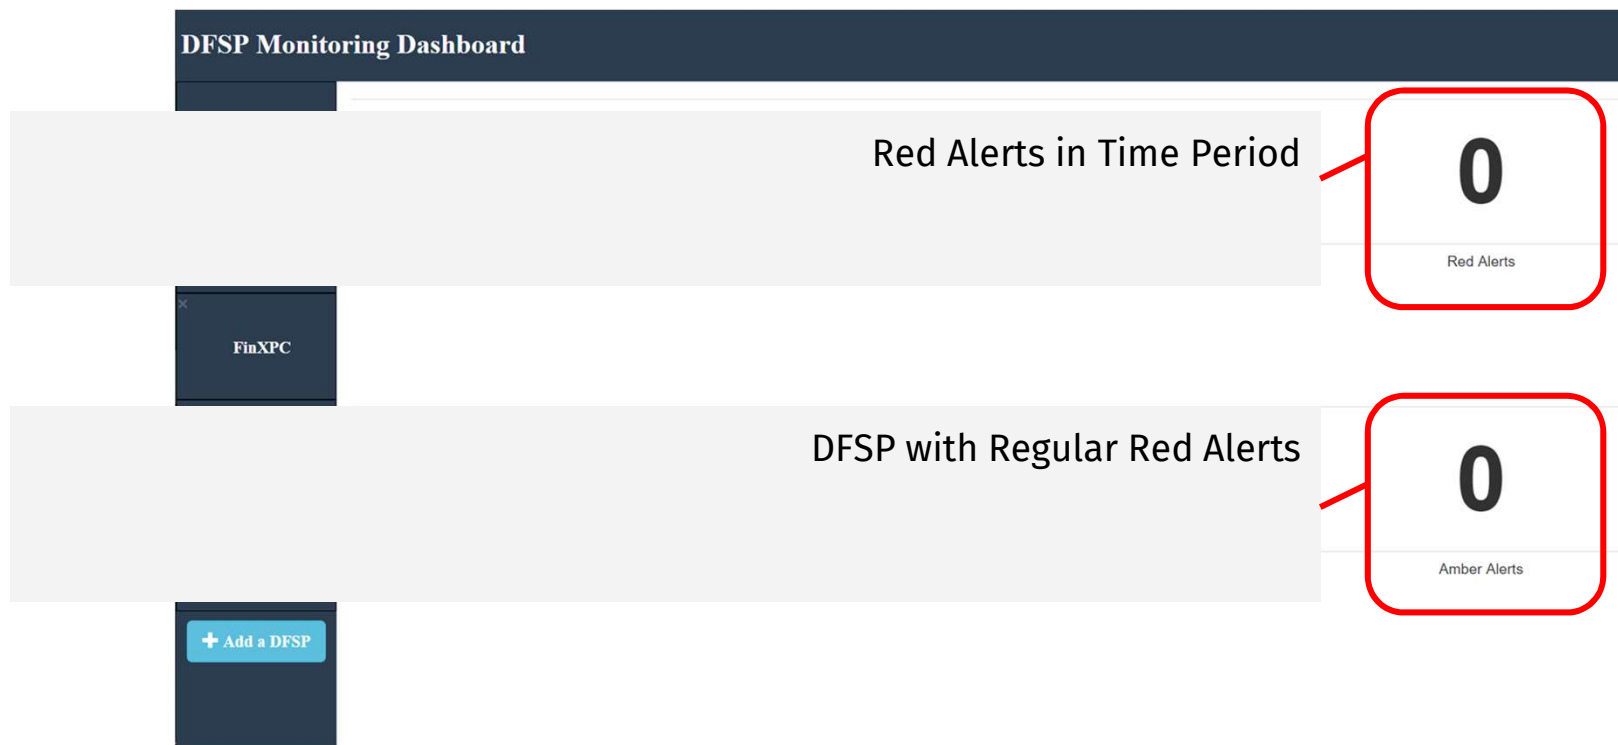 DFSP Monitoring Dashboard
Red Alerts in Time Period
0
Red Alerts
×
FinXPC
DFSP with Regular Red Alerts
0
Amber Alerts
+ Add a DFSP